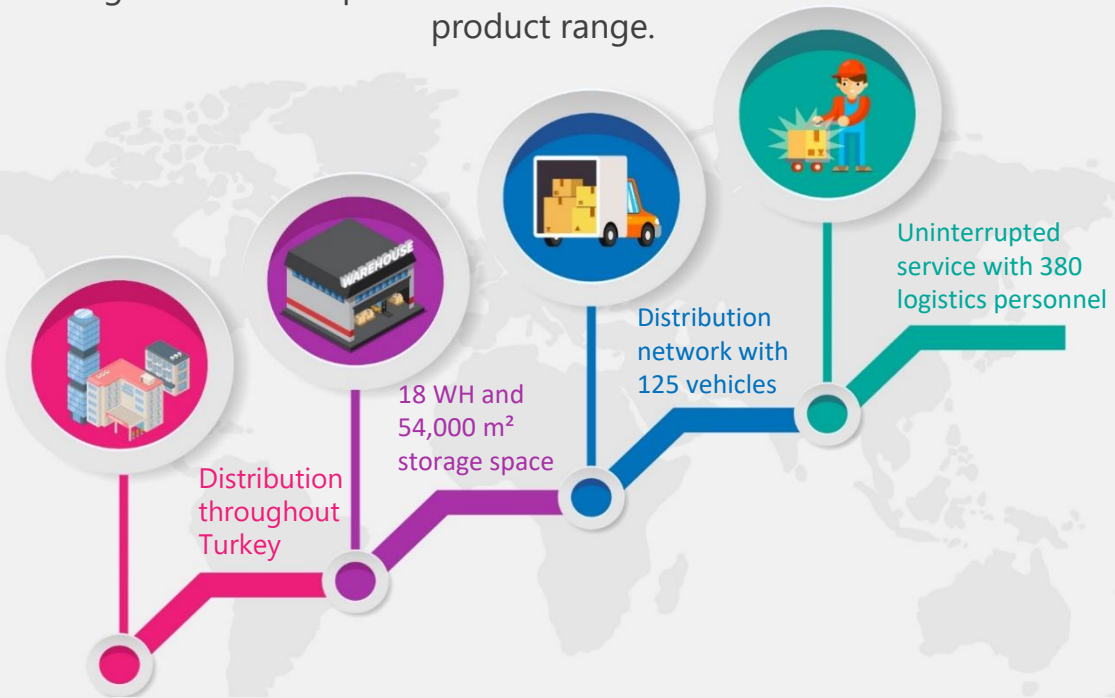 product range.
WAREHOUSE
Uninterrupted
service with 380
logistics personnel
Distribution
network with
125 vehicles
18 WH and
54,000 m²
storage space
Distribution
throughout
Turkey